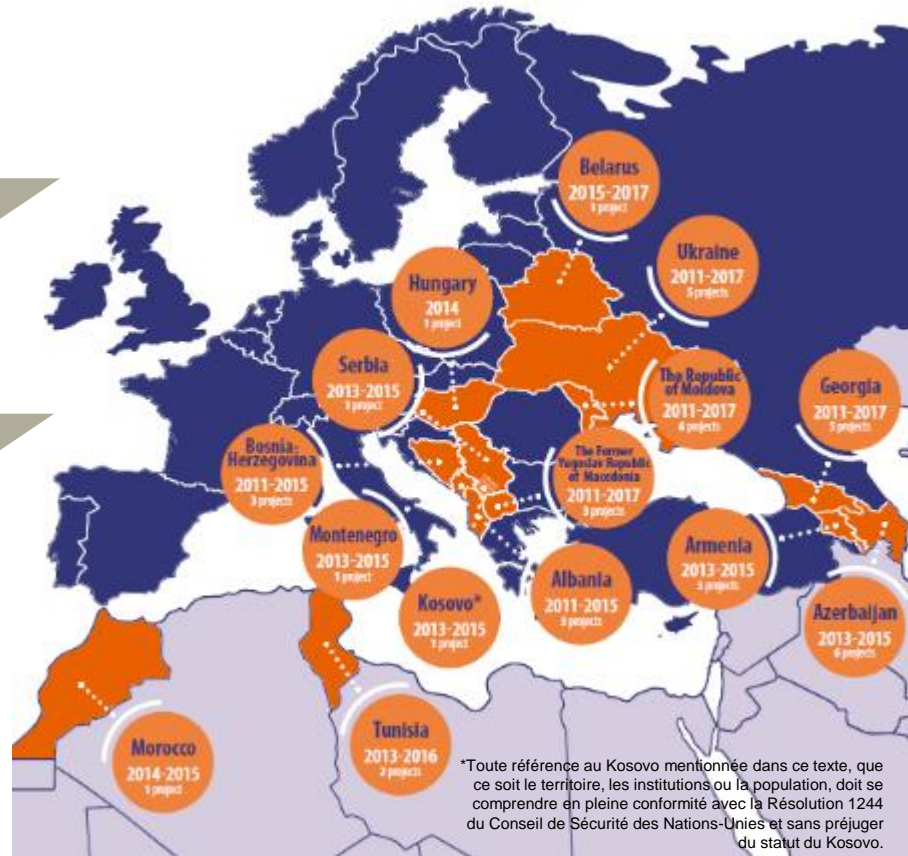 Belarus
2015-2017
1 project
Ukraine
2011-2017
5 projects
Hungary
2014
1 project
Serbia
2013-2015
1 project
The Republic
of Moldova
2011-2017
6 projects
Georgia
2011-2017
5 projects
Bosnia-
Herzegovina
2011-2015
3 projects
The Former
Yugoslav Republic
of Macedonia
2011-2017
3 projects
Montenegro
2013-2015
1 project
Armenia
2013-2015
3 projects
Albania
2011-2015
3 projects
Kosovo*
2013-2015
1 project
Azerbaijan
2013-2015
6 projects
Tunisia
2013-2016
2 projects
Morocco
2014-2015
1 project
*Toute référence au Kosovo mentionnée dans ce texte, que
ce soit le territoire, les institutions ou la population, doit se
comprendre en pleine conformité avec la Résolution 1244
du Conseil de Sécurité des Nations-Unies et sans préjuger
du statut du Kosovo.